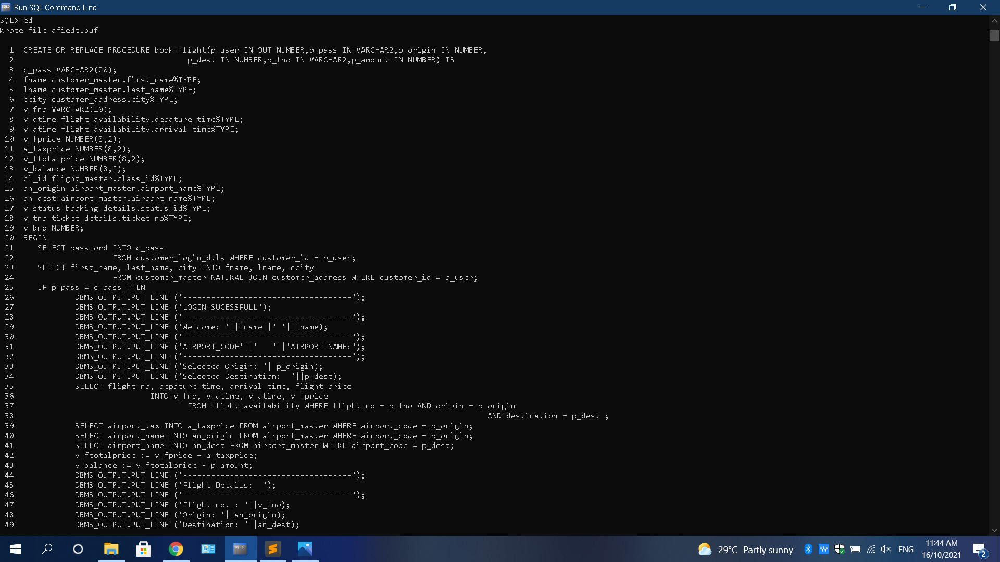 Run SQL Command Line
SQL> ed
Wrote file afiedt.buf
1 CREATE OR REPLACE PROCEDURE book_flight(p_user IN OUT NUMBER,p_pass IN VARCHAR2,p_origin IN NUMBER,
2 p_dest IN NUMBER,p_fno IN VARCHAR2,p_amount IN NUMBER) IS
3 c_pass VARCHAR2(20);
4 fname customer_master.first_name%TYPE;
5 lname customer_master.last_name%TYPE;
6 ccity customer_address.city%TYPE;
7 v_fno VARCHAR2(10);
8 v_dtime flight_availability.depature_time%TYPE;
9 v_atime flight_availability.arrival_time%TYPE;
10 v_fprice NUMBER(8,2);
11 a_taxprice NUMBER(8,2);
12 v_ftotalprice NUMBER(8,2);
13 v_balance NUMBER(8,2);
14 cl_id flight_master.class_id%TYPE;
15 an_origin airport_master.airport_name%TYPE;
16 an_dest airport_master.airport_name%TYPE;
17 v_status booking_details.status_id%TYPE;
18 v_tno ticket_details.ticket_no%TYPE;
19 v_bno NUMBER;
20 BEGIN
21 SELECT password INTO c_pass
22 FROM customer_login_dtls WHERE customer_id = p_user;
23 SELECT first_name, last_name, city INTO fname, lname, ccity
24 FROM customer_master NATURAL JOIN customer_address WHERE customer_id = p_user;
25 IF p_pass = c_pass THEN
26 DBMS_OUTPUT.PUT_LINE ('------------------------------------');
27 DBMS_OUTPUT.PUT_LINE ('LOGIN SUCESSFULL');
28 DBMS_OUTPUT.PUT_LINE ('------------------------------------');
29 DBMS_OUTPUT.PUT_LINE ('Welcome: '||fname||' '||lname);
30 DBMS_OUTPUT.PUT_LINE ('------------------------------------');
31 DBMS_OUTPUT.PUT_LINE ('AIRPORT_CODE'||'   '||'AIRPORT NAME:');
32 DBMS_OUTPUT.PUT_LINE ('------------------------------------');
33 DBMS_OUTPUT.PUT_LINE ('Selected Origin: '||p_origin);
34 DBMS_OUTPUT.PUT_LINE ('Selected Destination:  '||p_dest);
35 SELECT flight_no, depature_time, arrival_time, flight_price
36 INTO v_fno, v_dtime, v_atime, v_fprice
37 FROM flight_availability WHERE flight_no = p_fno AND origin = p_origin
38 AND destination = p_dest ;
39 SELECT airport_tax INTO a_taxprice FROM airport_master WHERE airport_code = p_origin;
40 SELECT airport_name INTO an_origin FROM airport_master WHERE airport_code = p_origin;
41 SELECT airport_name INTO an_dest FROM airport_master WHERE airport_code = p_dest;
42 v_ftotalprice := v_fprice + a_taxprice;
43 v_balance := v_ftotalprice - p_amount;
44 DBMS_OUTPUT.PUT_LINE ('------------------------------------');
45 DBMS_OUTPUT.PUT_LINE ('Flight Details:  ');
46 DBMS_OUTPUT.PUT_LINE ('------------------------------------');
47 DBMS_OUTPUT.PUT_LINE ('Flight no. : '||v_fno);
48 DBMS_OUTPUT.PUT_LINE ('Origin: '||an_origin);
49 DBMS_OUTPUT.PUT_LINE ('Destination: '||an_dest);
29°C Partly sunny ENG 11:44 AM
16/10/2021 2